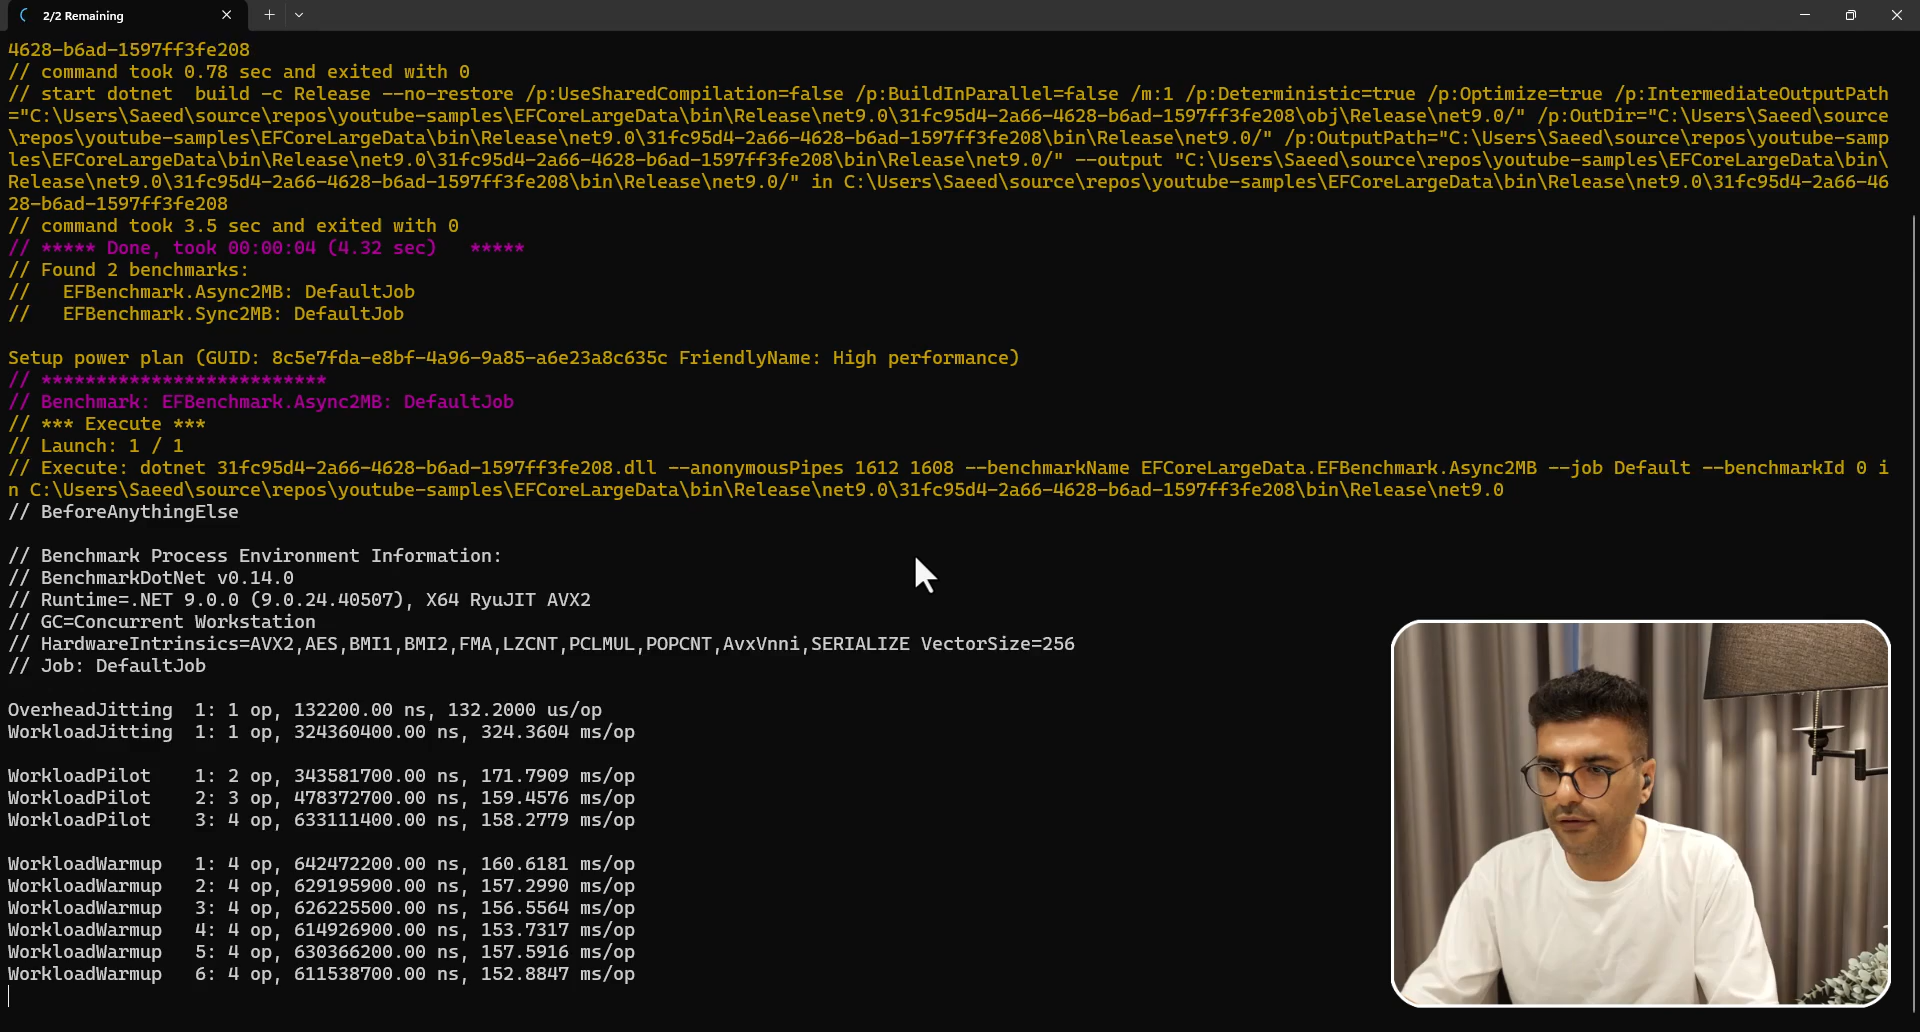 2/2 Remaining
4628-b6ad-1597ff3fe208
// command took 0.78 sec and exited with 0
// start dotnet  build -c Release --no-restore /p:UseSharedCompilation=false /p:BuildInParallel=false /m:1 /p:Deterministic=true /p:Optimize=true /p:IntermediateOutputPath
="C:\Users\Saeed\source\repos\youtube-samples\EFCoreLargeData\bin\Release\net9.0\31fc95d4-2a66-4628-b6ad-1597ff3fe208\obj\Release\net9.0/" /p:OutDir="C:\Users\Saeed\source
\repos\youtube-samples\EFCoreLargeData\bin\Release\net9.0\31fc95d4-2a66-4628-b6ad-1597ff3fe208\bin\Release\net9.0/" /p:OutputPath="C:\Users\Saeed\source\repos\youtube-samp
les\EFCoreLargeData\bin\Release\net9.0\31fc95d4-2a66-4628-b6ad-1597ff3fe208\bin\Release\net9.0/" --output "C:\Users\Saeed\source\repos\youtube-samples\EFCoreLargeData\bin\
Release\net9.0\31fc95d4-2a66-4628-b6ad-1597ff3fe208\bin\Release\net9.0/" in C:\Users\Saeed\source\repos\youtube-samples\EFCoreLargeData\bin\Release\net9.0\31fc95d4-2a66-46
28-b6ad-1597ff3fe208
// command took 3.5 sec and exited with 0
// ***** Done, took 00:00:04 (4.32 sec)   *****
// Found 2 benchmarks:
//   EFBenchmark.Async2MB: DefaultJob
//   EFBenchmark.Sync2MB: DefaultJob
Setup power plan (GUID: 8c5e7fda-e8bf-4a96-9a85-a6e23a8c635c FriendlyName: High performance)
// **************************
// Benchmark: EFBenchmark.Async2MB: DefaultJob
// *** Execute ***
// Launch: 1 / 1
// Execute: dotnet 31fc95d4-2a66-4628-b6ad-1597ff3fe208.dll --anonymousPipes 1612 1608 --benchmarkName EFCoreLargeData.EFBenchmark.Async2MB --job Default --benchmarkId 0 i
n C:\Users\Saeed\source\repos\youtube-samples\EFCoreLargeData\bin\Release\net9.0\31fc95d4-2a66-4628-b6ad-1597ff3fe208\bin\Release\net9.0
// BeforeAnythingElse
// Benchmark Process Environment Information:
// BenchmarkDotNet v0.14.0
// Runtime=.NET 9.0.0 (9.0.24.40507), X64 RyuJIT AVX2
// GC=Concurrent Workstation
// HardwareIntrinsics=AVX2,AES,BMI1,BMI2,FMA,LZCNT,PCLMUL,POPCNT,AvxVnni,SERIALIZE VectorSize=256
// Job: DefaultJob
OverheadJitting  1: 1 op, 132200.00 ns, 132.2000 us/op
WorkloadJitting  1: 1 op, 324360400.00 ns, 324.3604 ms/op
WorkloadPilot    1: 2 op, 343581700.00 ns, 171.7909 ms/op
WorkloadPilot    2: 3 op, 478372700.00 ns, 159.4576 ms/op
WorkloadPilot    3: 4 op, 633111400.00 ns, 158.2779 ms/op
WorkloadWarmup   1: 4 op, 642472200.00 ns, 160.6181 ms/op
WorkloadWarmup   2: 4 op, 629195900.00 ns, 157.2990 ms/op
WorkloadWarmup   3: 4 op, 626225500.00 ns, 156.5564 ms/op
WorkloadWarmup   4: 4 op, 614926900.00 ns, 153.7317 ms/op
WorkloadWarmup   5: 4 op, 630366200.00 ns, 157.5916 ms/op
WorkloadWarmup   6: 4 op, 611538700.00 ns, 152.8847 ms/op